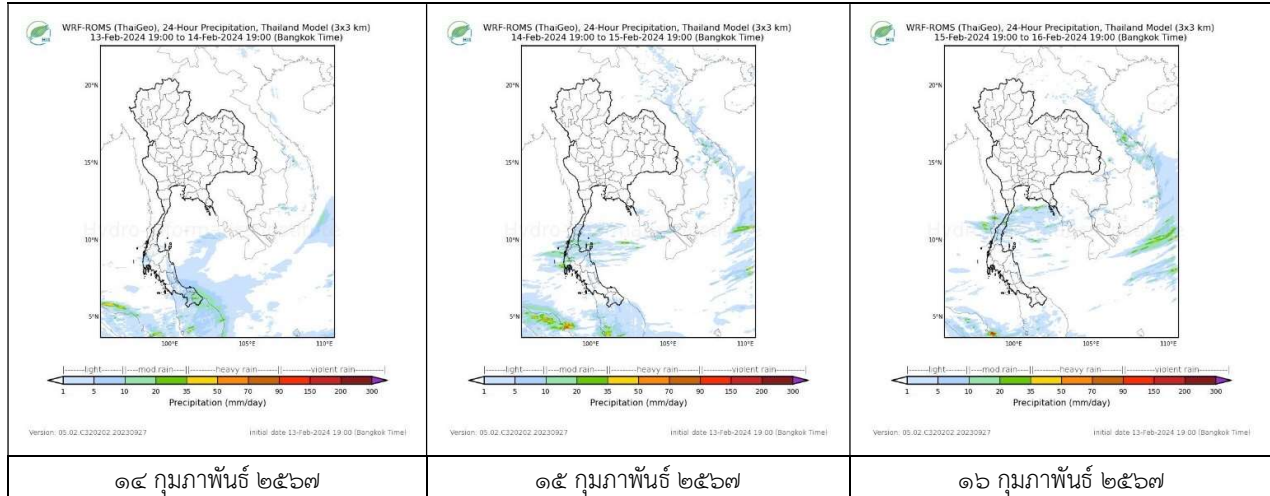 WRF-ROMS (ThaiGeo), 24-Hour Precipitation, Thailand Model (3x3 km)
13-Feb-2024 19:00 to 14-Feb-2024 19:00 (Bangkok Time)
20°N
15°N
10°N
5°N
100°E
105°E
110°E
|--------light--------||----mod rain----||------heavy rain------||------violent rain------|
1 5 10 20 35 50 70 90 150 200 300
Precipitation (mm/day)
Version: 05.02.C320202.20230927
initial date 13-Feb-2024 19:00 (Bangkok Time)
๑๔ กุมภาพันธ์ ๒๕๖๗
WRF-ROMS (ThaiGeo), 24-Hour Precipitation, Thailand Model (3x3 km)
14-Feb-2024 19:00 to 15-Feb-2024 19:00 (Bangkok Time)
20°N
15°N
10°N
5°N
100°E
105°E
110°E
|--------light--------||----mod rain----||------heavy rain------||------violent rain------|
1 5 10 20 35 50 70 90 150 200 300
Precipitation (mm/day)
Version: 05.02.C320202.20230927
initial date 13-Feb-2024 19:00 (Bangkok Time)
๑๕ กุมภาพันธ์ ๒๕๖๗
WRF-ROMS (ThaiGeo), 24-Hour Precipitation, Thailand Model (3x3 km)
15-Feb-2024 19:00 to 16-Feb-2024 19:00 (Bangkok Time)
20°N
15°N
10°N
5°N
100°E
105°E
110°E
|--------light--------||----mod rain----||------heavy rain------||------violent rain------|
1 5 10 20 35 50 70 90 150 200 300
Precipitation (mm/day)
Version: 05.02.C320202.20230927
initial date 13-Feb-2024 19:00 (Bangkok Time)
๑๖ กุมภาพันธ์ ๒๕๖๗